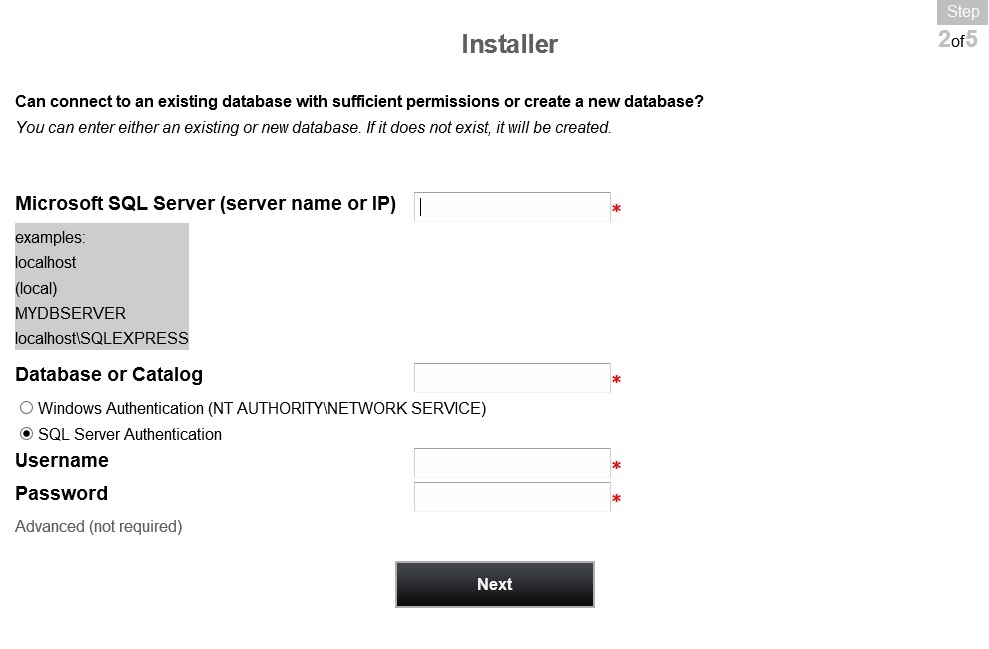 Step
2of5
Installer
Can connect to an existing database with sufficient permissions or create a new database?
You can enter either an existing or new database. If it does not exist, it will be created.
Microsoft SQL Server (server name or IP) *
examples:
localhost
(local)
MYDBSERVER
localhost\SQLEXPRESS
Database or Catalog *
Windows Authentication (NT AUTHORITY\NETWORK SERVICE)
SQL Server Authentication
Username *
Password *
Advanced (not required)
Next